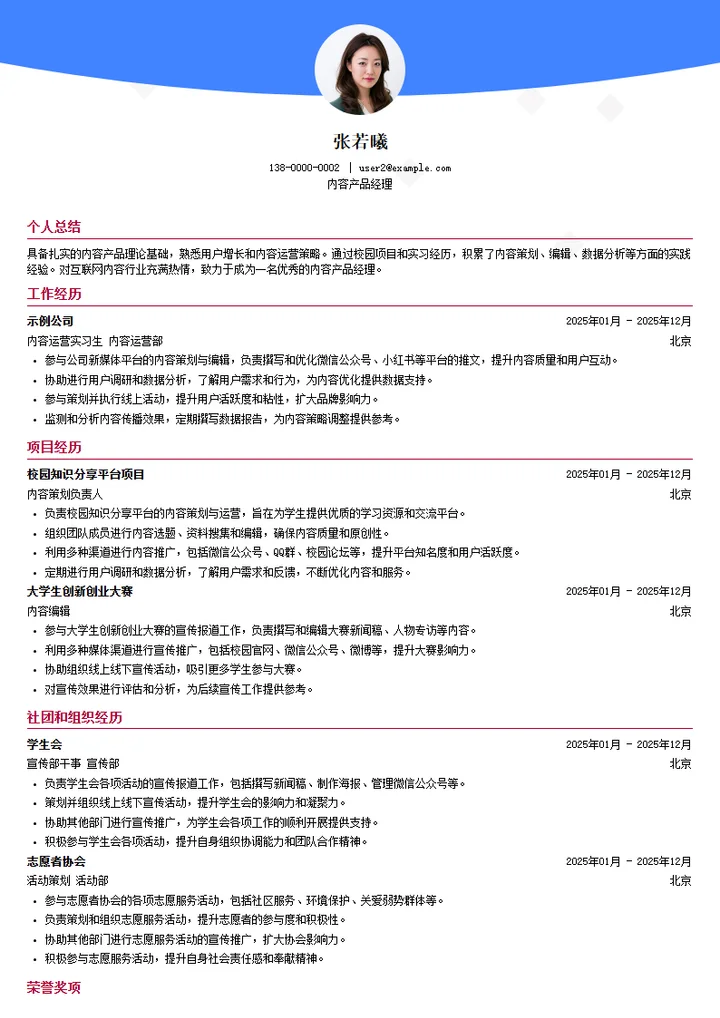 张若曦
138-0000-0002 | user2@example.com
内容产品经理
个人总结
具备扎实的内容产品理论基础，熟悉用户增长和内容运营策略。通过校园项目和实习经历，积累了内容策划、编辑、数据分析等方面的实践
经验。对互联网内容行业充满热情，致力于成为一名优秀的内容产品经理。
工作经历
示创公司 2025年01月 - 2025年12月
内容运营实习生 内容运营部 北京
• 参与公司新媒体平台的内容策划与编辑，负责撰写和优化微信公众号、小红书等平台的推文，提升内容质量和用户互动。
• 协助进行用户调研和数据分析，了解用户需求和行为，为内容优化提供数据支持。
• 参与策划并执行线上活动，提升用户活跃度和粘性，扩大品牌影响力。
• 监测和分析内容传播效果，定期撰写数据报告，为内容策略调整提供参考。
项目经历
校园知识分享平台项目 2025年01月 - 2025年12月
内容策划负责人 北京
• 负责校园知识分享平台的内容策划与运营，旨在为学生提供优质的学习资源和交流平台。
• 组织团队成员进行内容选题、资料搜集和编辑，确保内容质量和原创性。
• 利用多种渠道进行内容推广，包括微信公众号、QQ群、校园论坛等，提升平台知名度和用户活跃度。
• 定期进行用户调研和数据分析，了解用户需求和反馈，不断优化内容和服务。
大学生创新创业大赛 2025年01月 - 2025年12月
内容编辑 北京
• 参与大学生创新创业大赛的宣传报道工作，负责撰写和编辑大赛新闻稿、人物专访等内容。
• 利用多种媒体渠道进行宣传推广，包括校园官网、微信公众号、微博等，提升大赛影响力。
• 协助组织线上线下宣传活动，吸引更多学生参与大赛。
• 对宣传效果进行评估和分析，为后续宣传工作提供参考。
社团和组织经历
学生会 2025年01月 - 2025年12月
宣传部干事 宣传部 北京
• 负责学生会各项活动的宣传报道工作，包括撰写新闻稿、制作海报、管理微信公众号等。
• 策划并组织线上线下宣传活动，提升学生会的影响力和凝聚力。
• 协助其他部门进行宣传推广，为学生会各项工作的顺利开展提供支持。
• 积极参与学生会各项活动，提升自身组织协调能力和团队合作精神。
志愿者协会 2025年01月 - 2025年12月
活动策划 活动部 北京
• 参与志愿者协会的各项志愿服务活动，包括社区服务、环境保护、关爱弱势群体等。
• 负责策划和组织志愿服务活动，提升志愿者的参与度和积极性。
• 协助其他部门进行志愿服务活动的宣传推广，扩大协会影响力。
• 积极参与志愿服务活动，提升自身社会责任感和奉献精神。
荣誉奖项